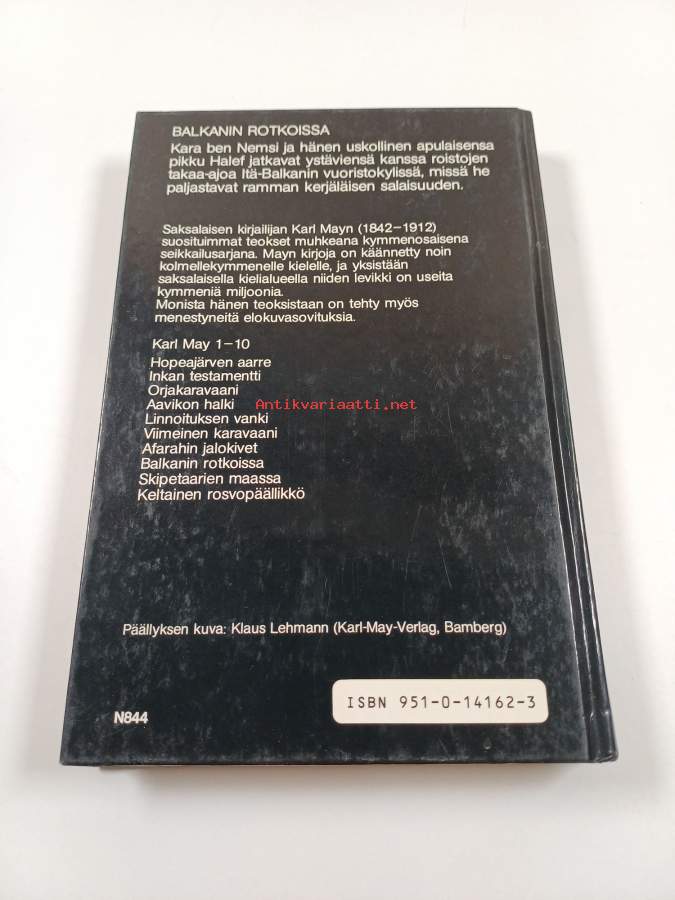 BALKANIN ROTKOISSA
Kara ben Nemsi ja hänen uskollinen apulaisensa
pikku Halef jatkavat ystäviensä kanssa roistojen
takaa-ajoa Itä-Balkanin vuoristokylissä, missä he
paljastavat ramman kerjäläisen salaisuuden.
Saksalaisen kirjailijan Karl Mayn (1842–1912)
suosituimmat teokset muhkeana kymmenosaisena
seikkailusarjana. Mayn kirjoja on käännetty noin
kolmellekymmenelle kielelle, ja yksistään
saksalaisella kielialueella niiden levikki on useita
kymmeniä miljoonia.
Monista hänen teoksistaan on tehty myös
menestyneitä elokuvasovituksia.
Karl May 1–10
Hopeajärven aarre
Inkan testamentti
Orjakaravaani
Aavikon halki
Antikvariaatti.net
Linnoituksen vanki
Viimeinen karavaani
Afarahin jalokivet
Balkanin rotkoissa
Skipetaarien maassa
Keltainen rosvopäällikkö
Päällyksen kuva: Klaus Lehmann (Karl-May-Verlag, Bamberg)
ISBN 951-0-14162-3
N844